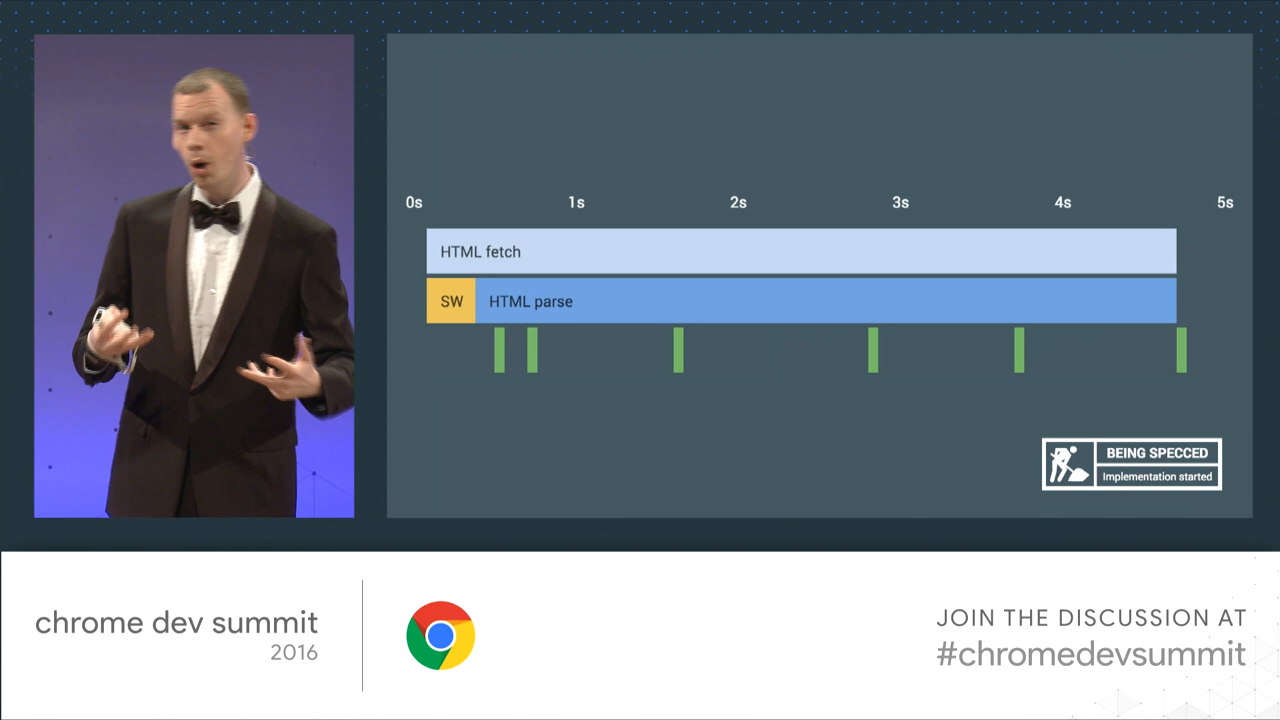 0s 1s 2s 3s 4s 5s
HTML fetch
SW HTML parse
BEING SPECCED
Implementation started
chrome dev summit
2016
JOIN THE DISCUSSION AT
#chromedevsummit